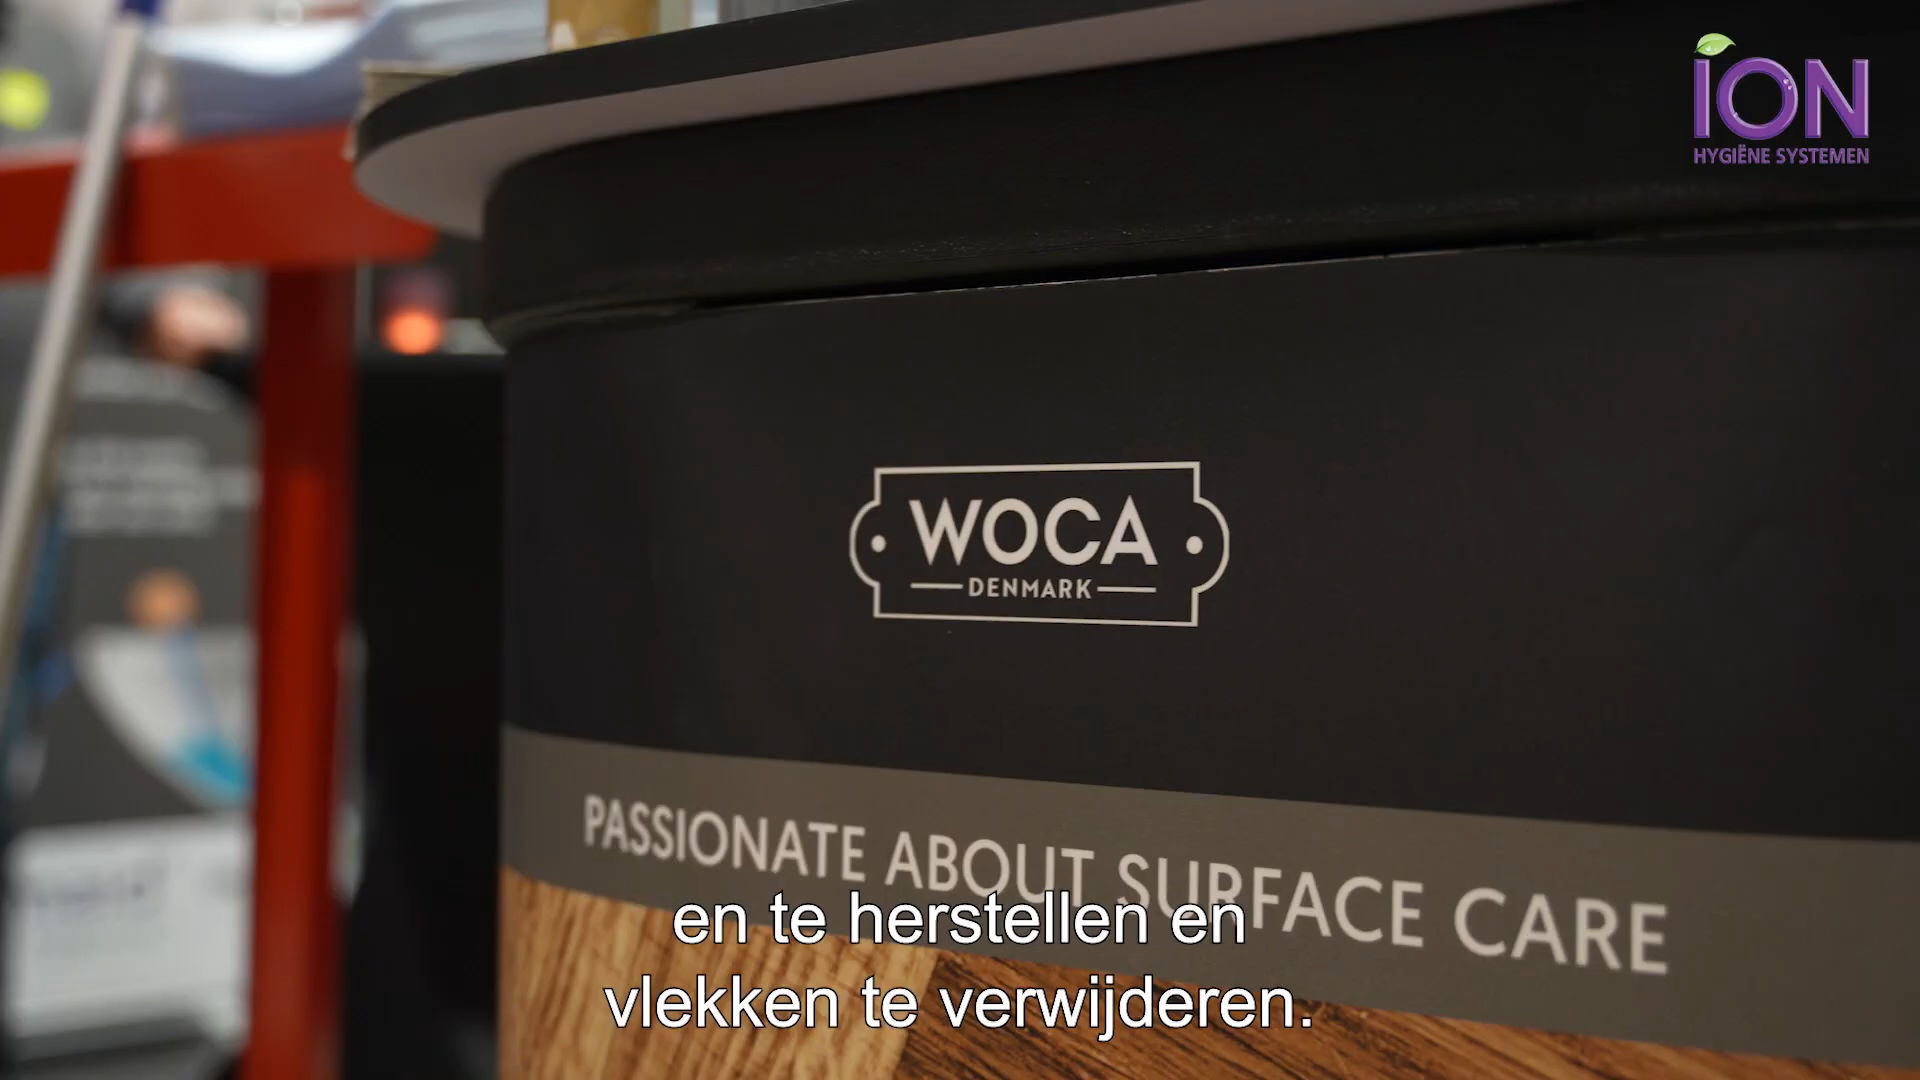 iON
HYGIËNE SYSTEMEN
WOCA
DENMARK
PASSIONATE ABOUT SURFACE CARE
en te herstellen en
vlekken te verwijderen.